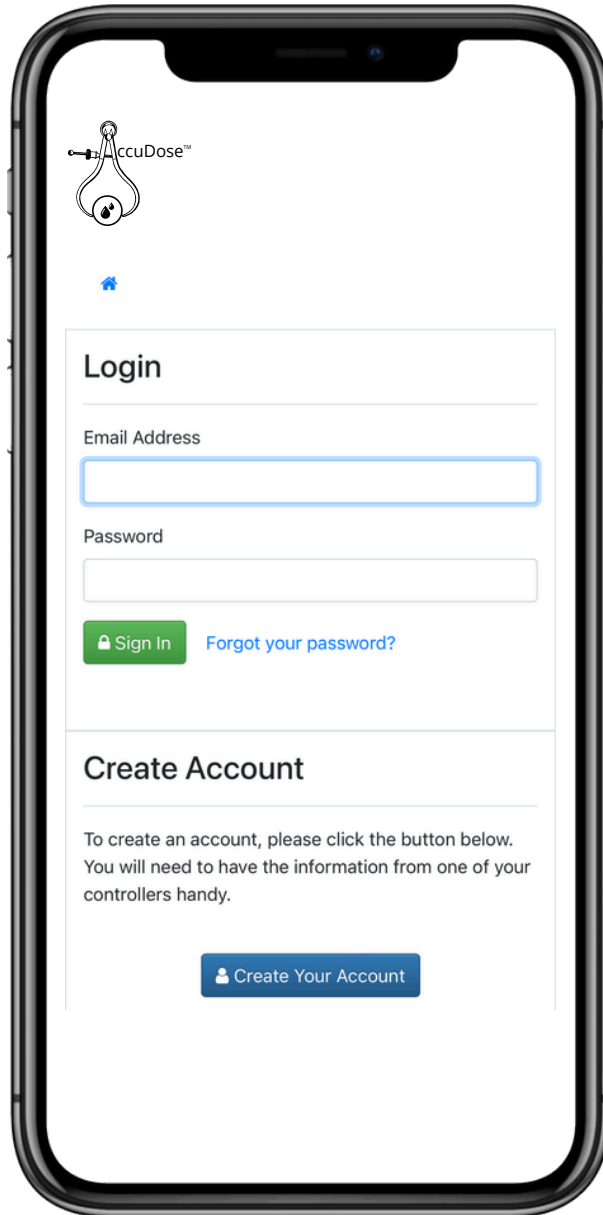 AccuDose™
Login
Email Address
Password
Sign In
Forgot your password?
Create Account
To create an account, please click the button below.
You will need to have the information from one of your
controllers handy.
Create Your Account